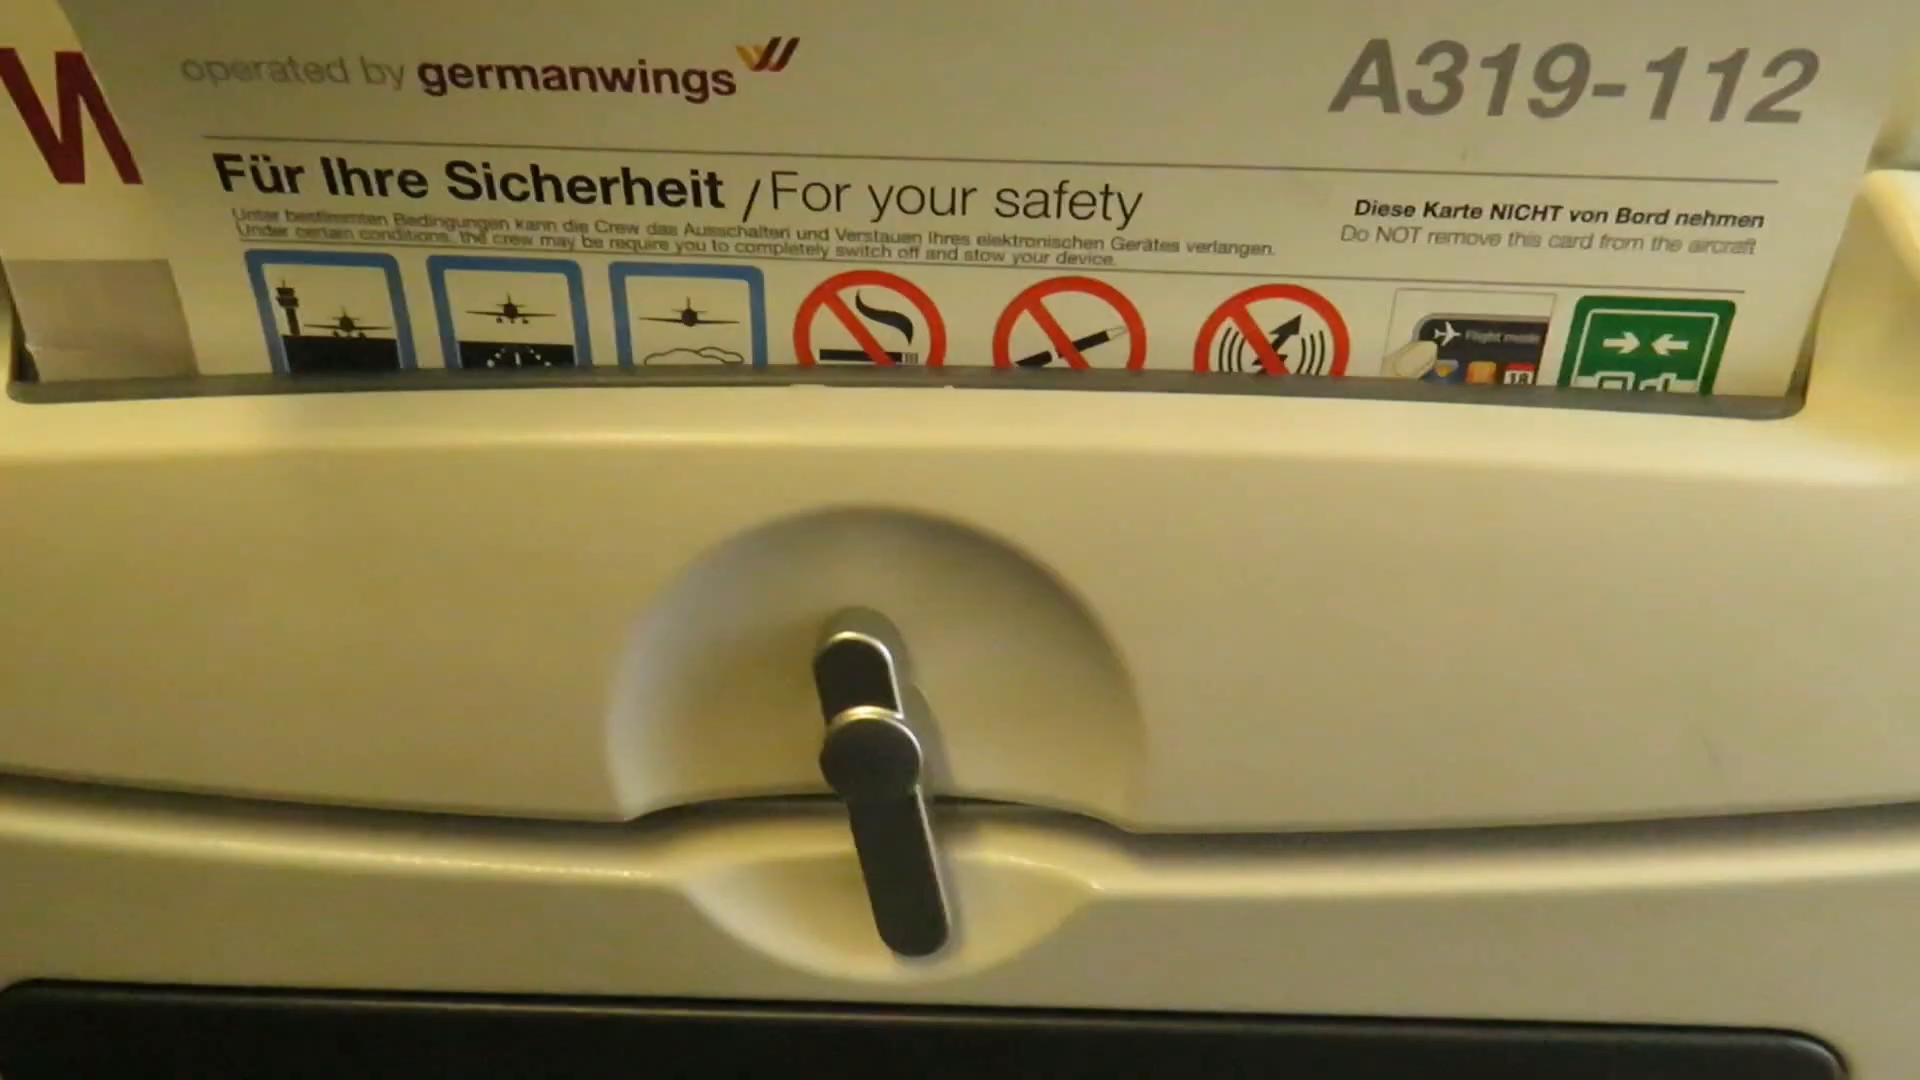 operated by germanwings
A319-112
Für Ihre Sicherheit / For your safety
Unter bestimmten Bedingungen kann die Crew das Ausschalten und Verstauen Ihres elektronischen Gerätes verlangen.
Under certain conditions, the crew may be require you to completely switch off and stow your device.
Diese Karte NICHT von Bord nehmen
Do NOT remove this card from the aircraft
Flight mode
18